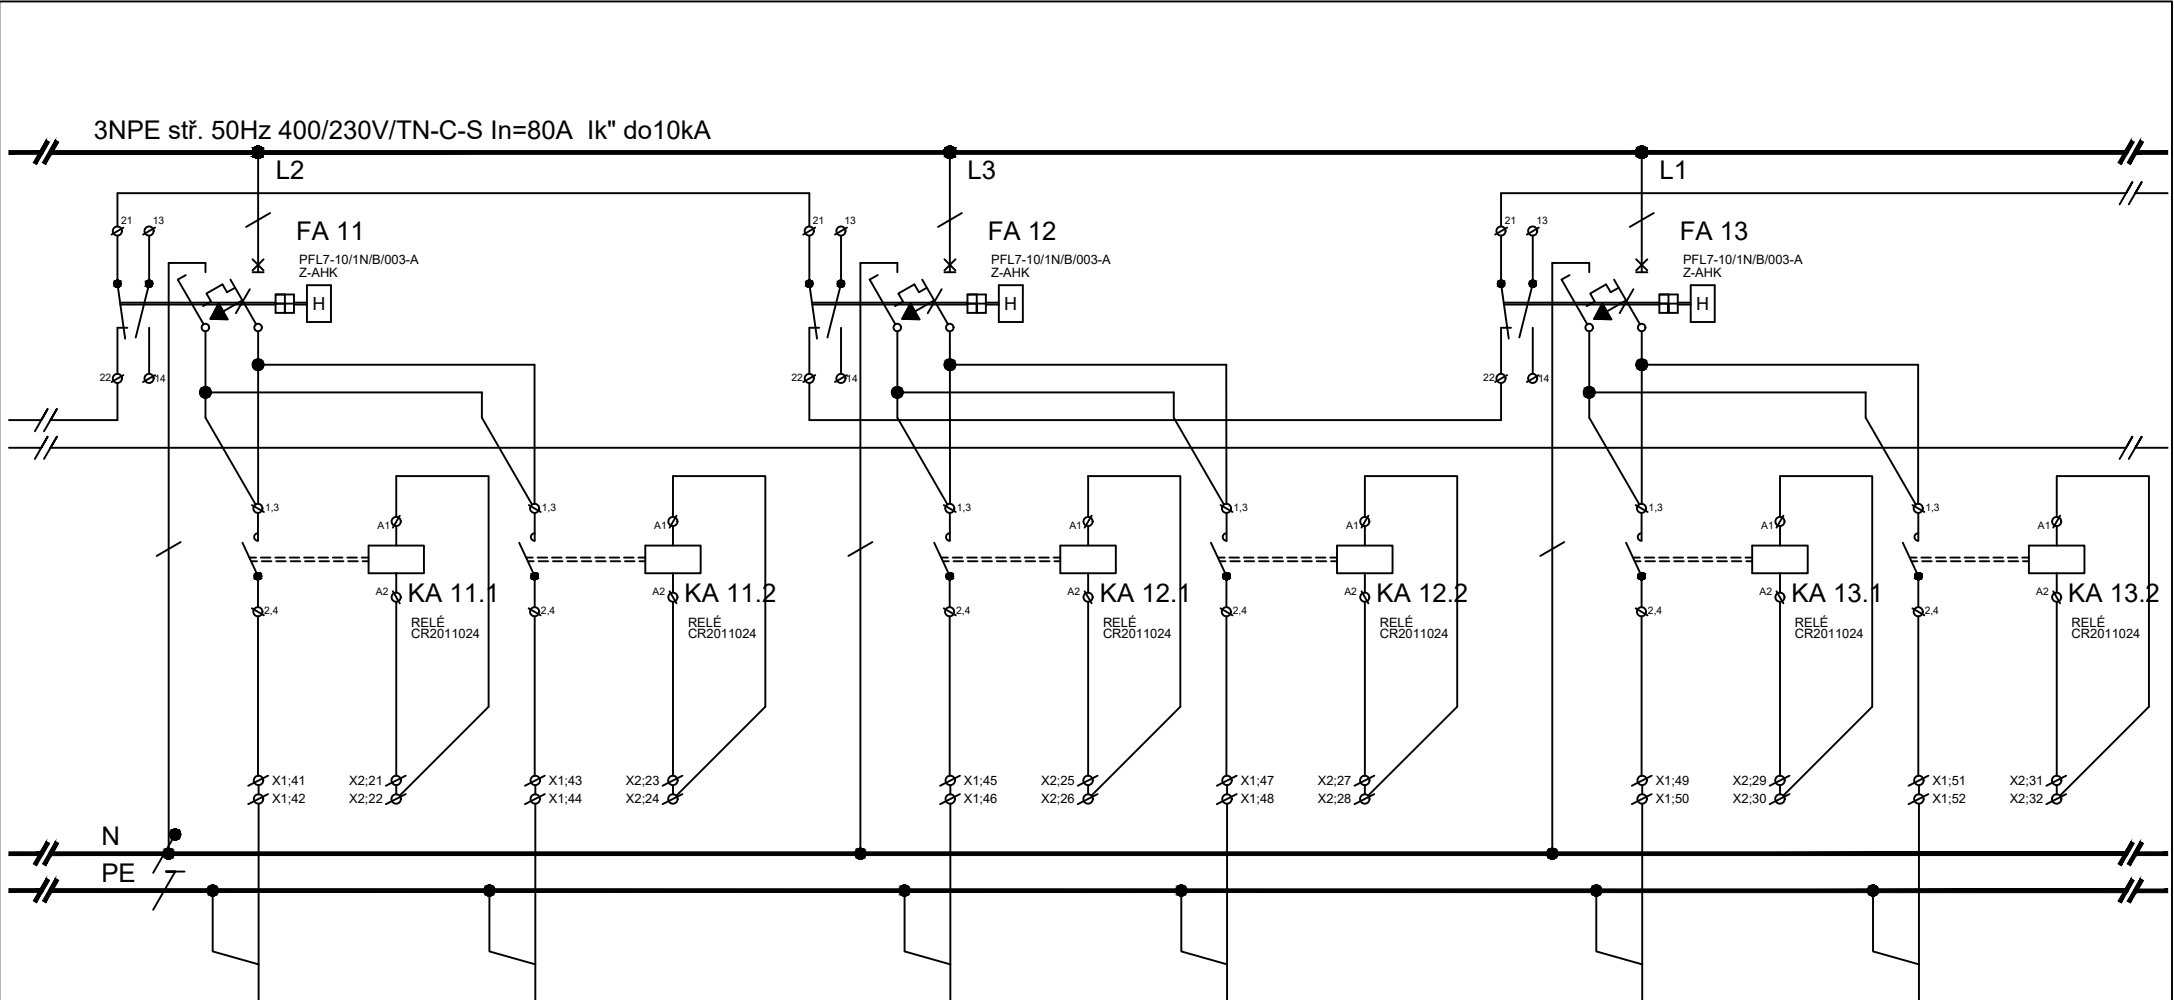 3NPE stř. 50Hz 400/230V/TN-C-S In=80A Ik" do10kA
L2
L3
L1
21
13
21
13
21
13
FA 11
FA 12
FA 13
PFL7-10/1N/B/003-A
Z-AHK
PFL7-10/1N/B/003-A
Z-AHK
PFL7-10/1N/B/003-A
Z-AHK
H
H
H
22
14
22
14
22
14
1,3
1,3
1,3
1,3
1,3
1,3
A1
A1
A1
A1
A1
A1
A2
KA 11.1
A2
KA 11.2
A2
KA 12.1
A2
KA 12.2
A2
KA 13.1
A2
KA 13.2
2,4
2,4
2,4
2,4
2,4
2,4
RELÉ
CR2011024
RELÉ
CR2011024
RELÉ
CR2011024
RELÉ
CR2011024
RELÉ
CR2011024
RELÉ
CR2011024
X1;41
X1;42
X2;21
X2;22
X1;43
X1;44
X2;23
X2;24
X1;45
X1;46
X2;25
X2;26
X1;47
X1;48
X2;27
X2;28
X1;49
X1;50
X2;29
X2;30
X1;51
X1;52
X2;31
X2;32
N
PE